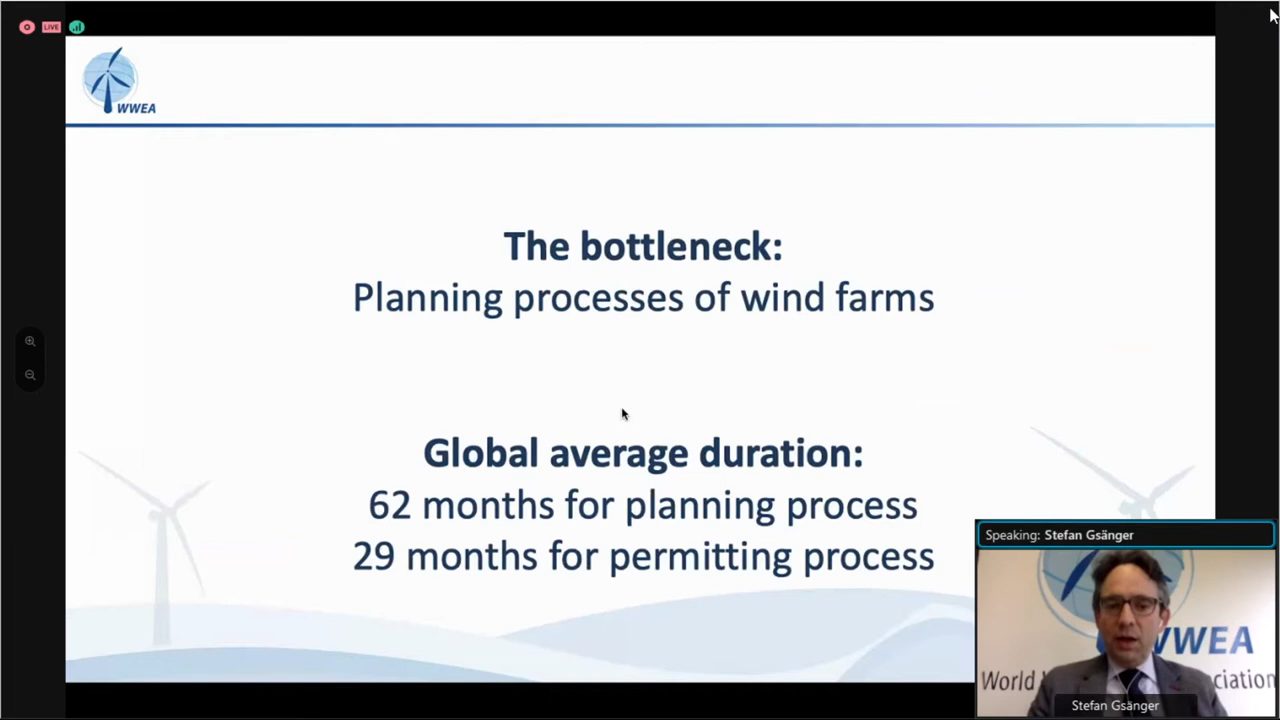 LIVE
WWEA
The bottleneck:
Planning processes of wind farms
Global average duration:
62 months for planning process
29 months for permitting process
Speaking: Stefan Gsänger
WWEA
World
ciation
Stefan Gsänger